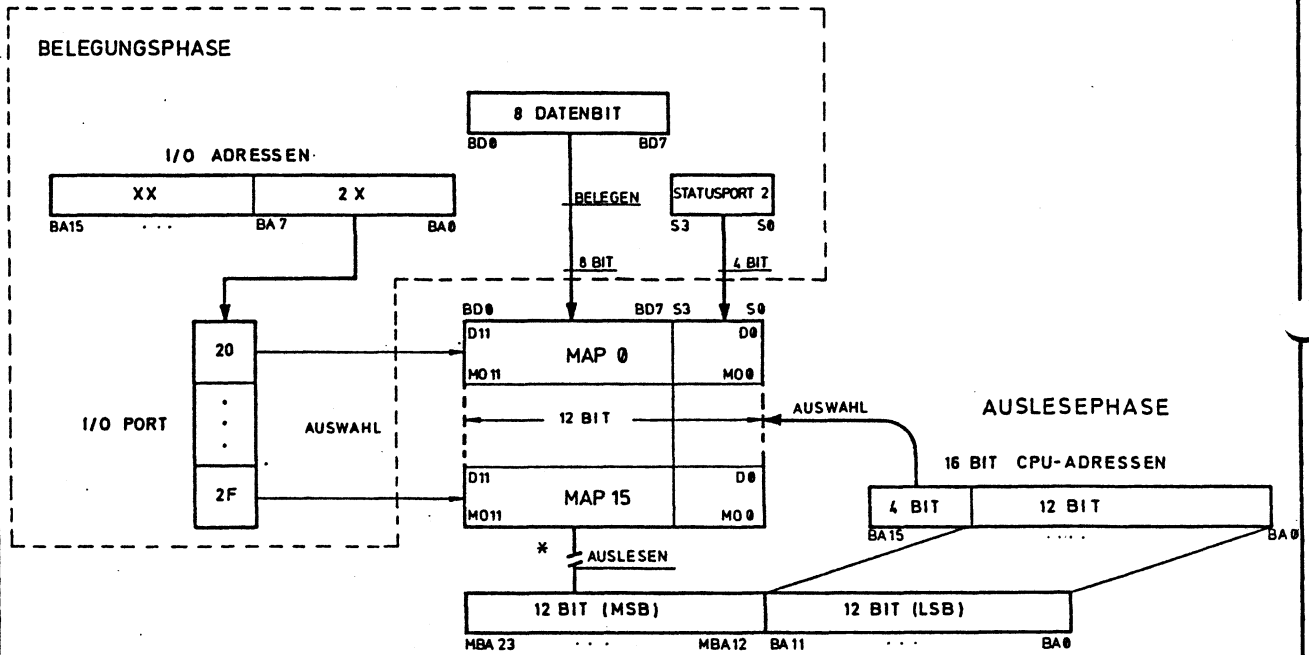 BELEGUNGSPHASE
8 DATENBIT
BD0 BD7
I/O ADRESSEN
XX 2X
BA15 ... BA7 BA0
BELEGEN
STATUSPORT 2
S3 S0
8 BIT 4 BIT
BD0 BD7 S3 S0
20
D11 D0
MAP 0
MO11 MO0
I/O PORT
AUSWAHL
12 BIT
AUSWAHL
AUSLESEPHASE
16 BIT CPU-ADRESSEN
2F
D11 D0
MAP 15
MO11 MO0
4 BIT 12 BIT
BA15 .... BA0
* AUSLESEN
12 BIT (MSB) 12 BIT (LSB)
MBA23 ... MBA12 BA11 ... BA0